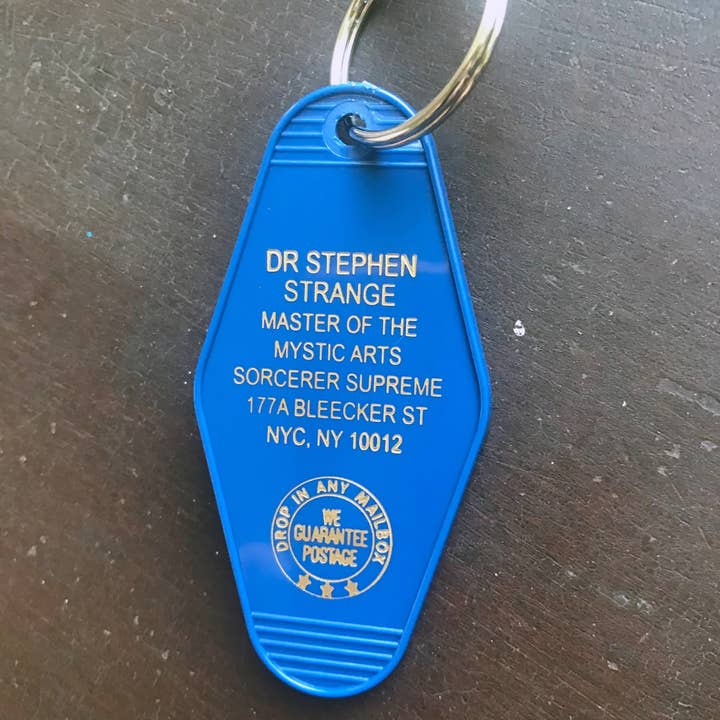 DR STEPHEN
STRANGE
MASTER OF THE
MYSTIC ARTS
SORCERER SUPREME
177A BLEECKER ST
NYC, NY 10012
DROP IN ANY MAILBOX
WE
GUARANTEE
POSTAGE